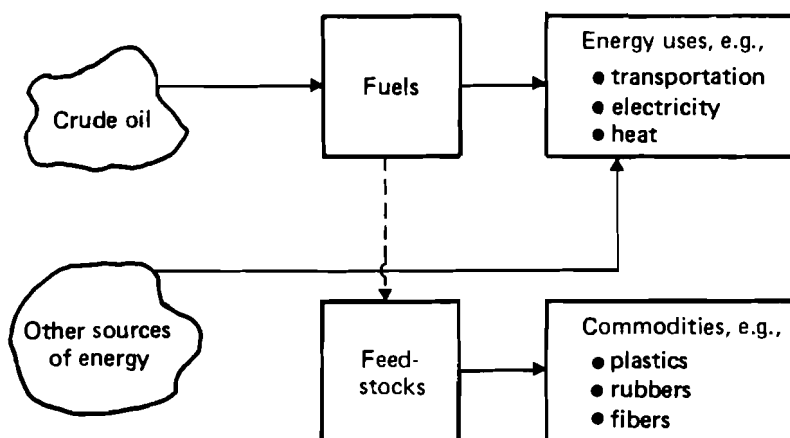 Crude oil
Fuels
Energy uses, e.g.,
● transportation
● electricity
● heat
Other sources
of energy
Feed-
stocks
Commodities, e.g.,
● plastics
● rubbers
● fibers